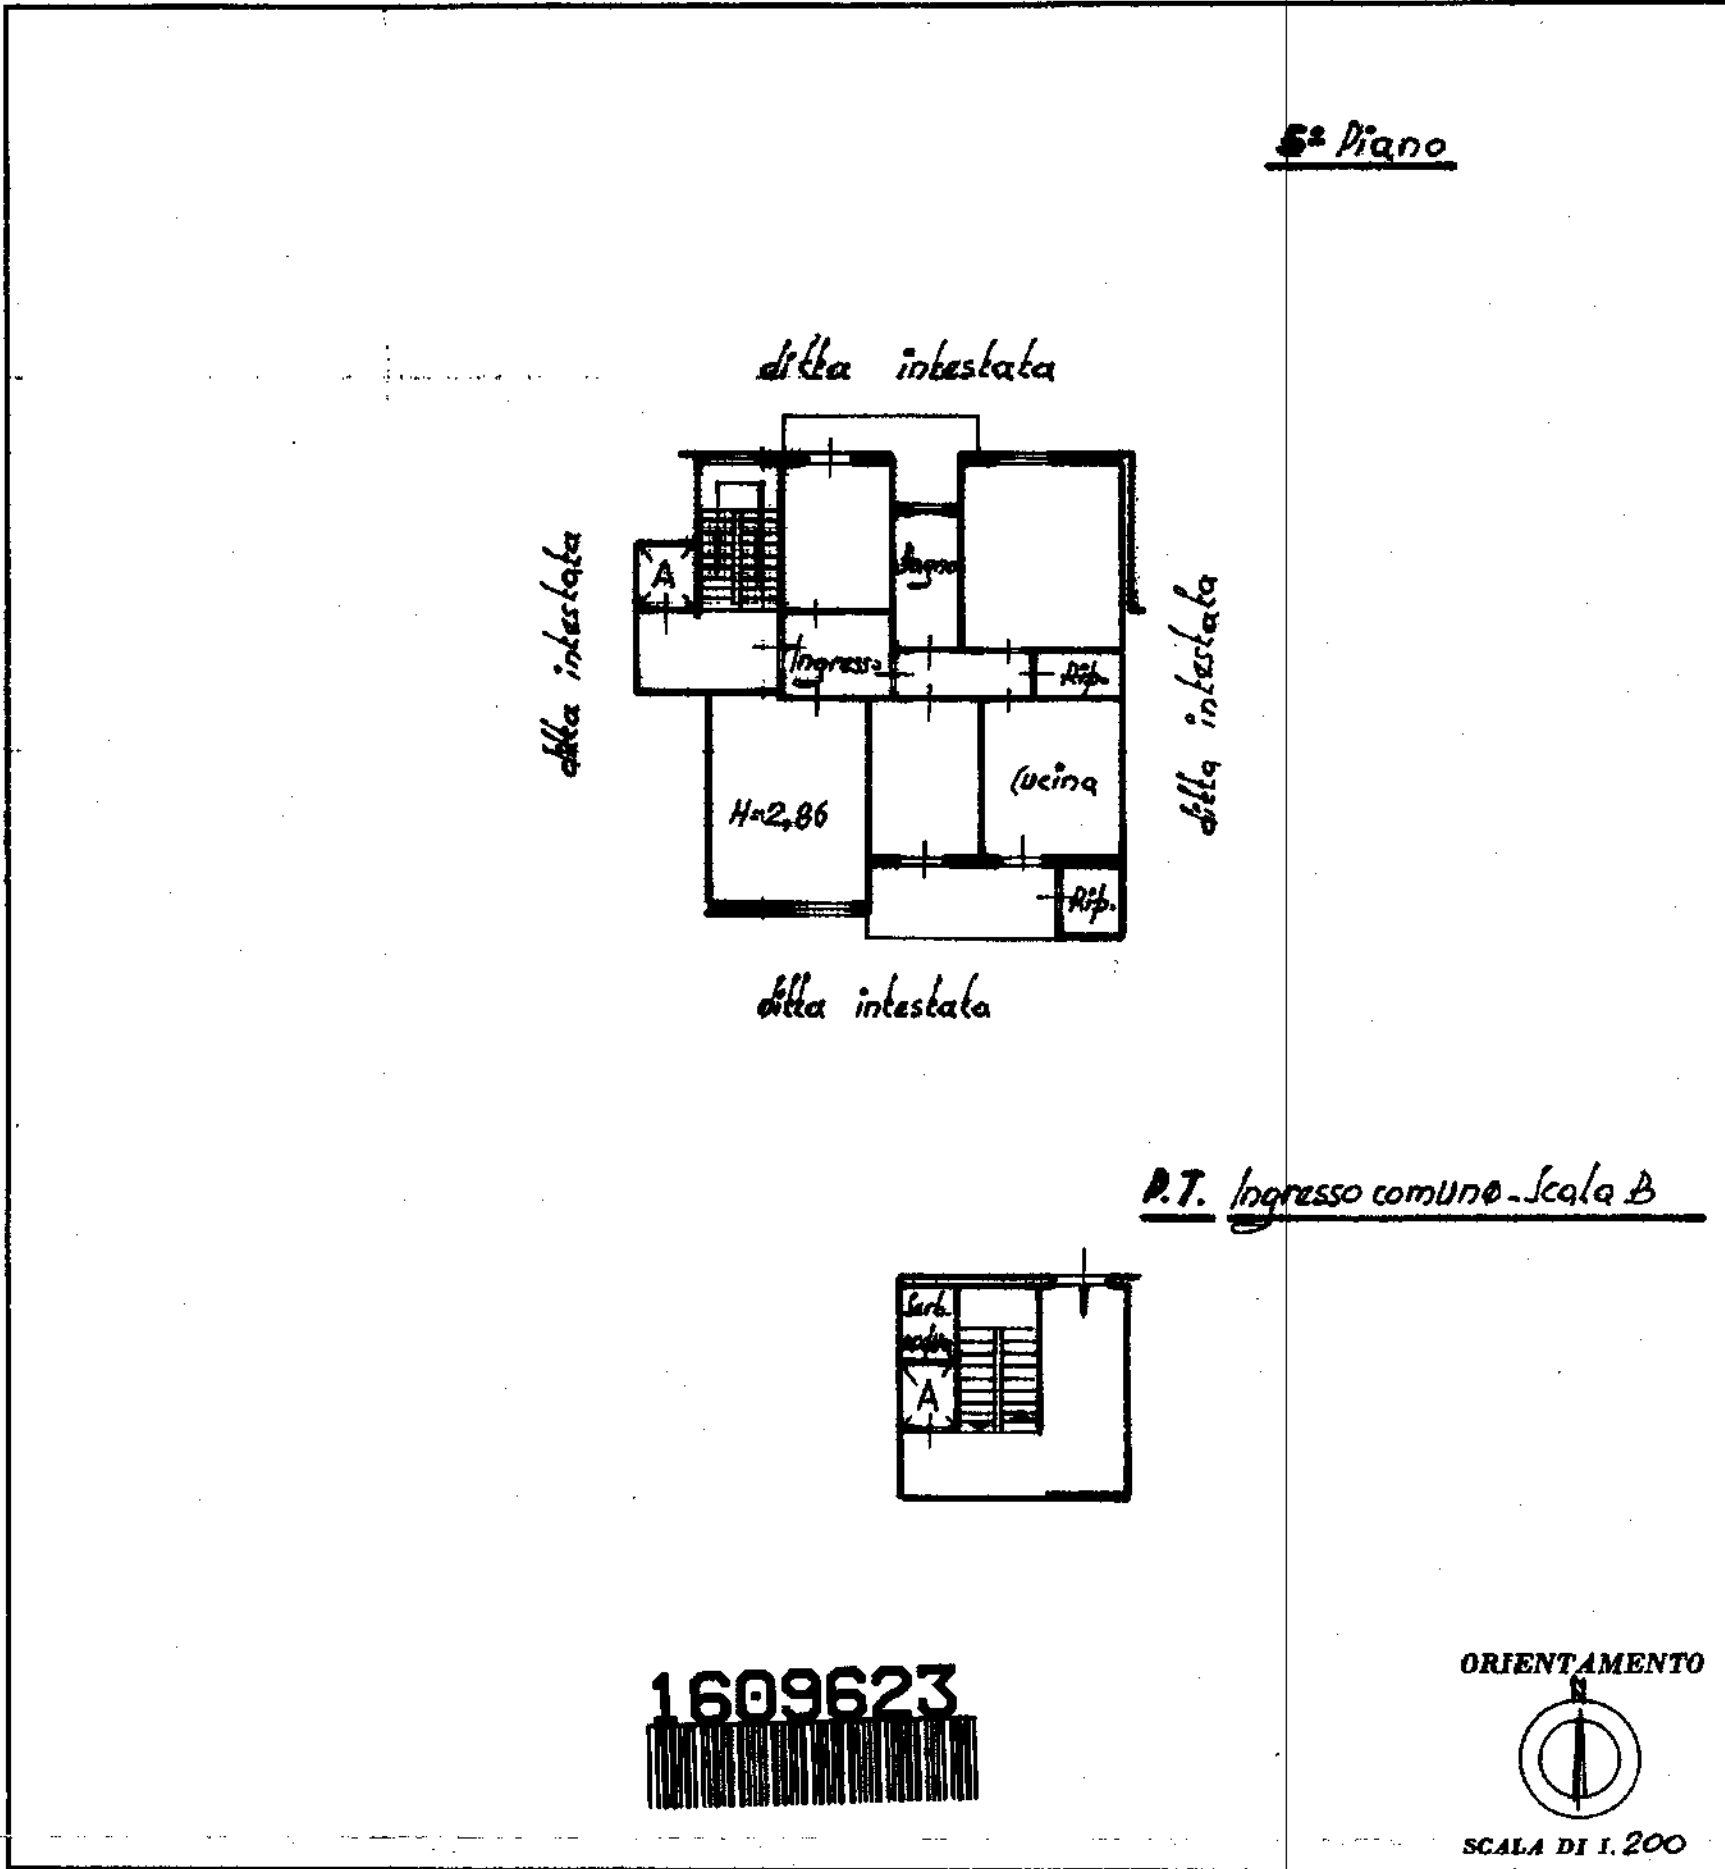 5º Piano
ditta intestata
ditta intestata
A
Bagno
Ingresso
Rip.
ditta intestata
H=2,86
Cucina
Rip.
ditta intestata
P.T. Ingresso comune-Scala B
A
1609623
ORIENTAMENTO
N
SCALA DI 1. 200